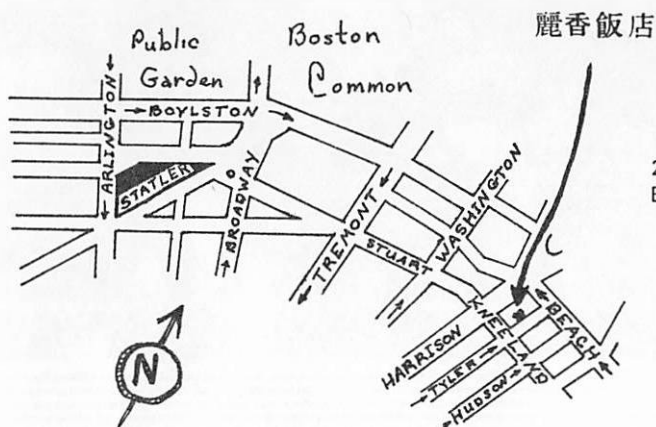 麗香飯店
Public
Garden
Boston
Common
ARLINGTON
BOYLSTON
STATLER
BROADWAY
TREMONT
STUART
WASHINGTON
KNEELAND
BEACH
HARRISON
TYLER
HUDSON
N